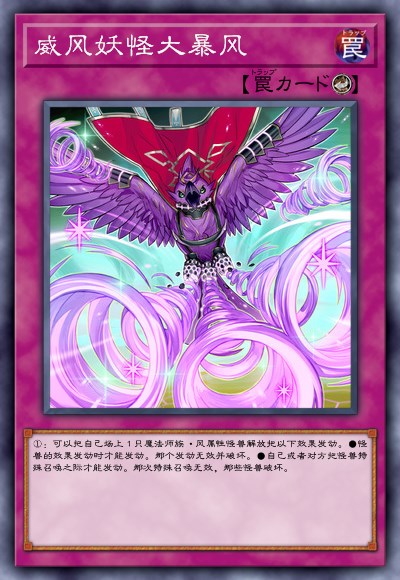 威风妖怪大暴风
トラップ
罠
トラップ
【罠カード】
①:可以把自己场上1只魔法师族·风属性怪兽解放把以下效果发动。●怪
兽的效果发动时才能发动。那个发动无效并破坏。●自己或者对方把怪兽特
殊召唤之际才能发动。那次特殊召唤无效,那些怪兽破坏。